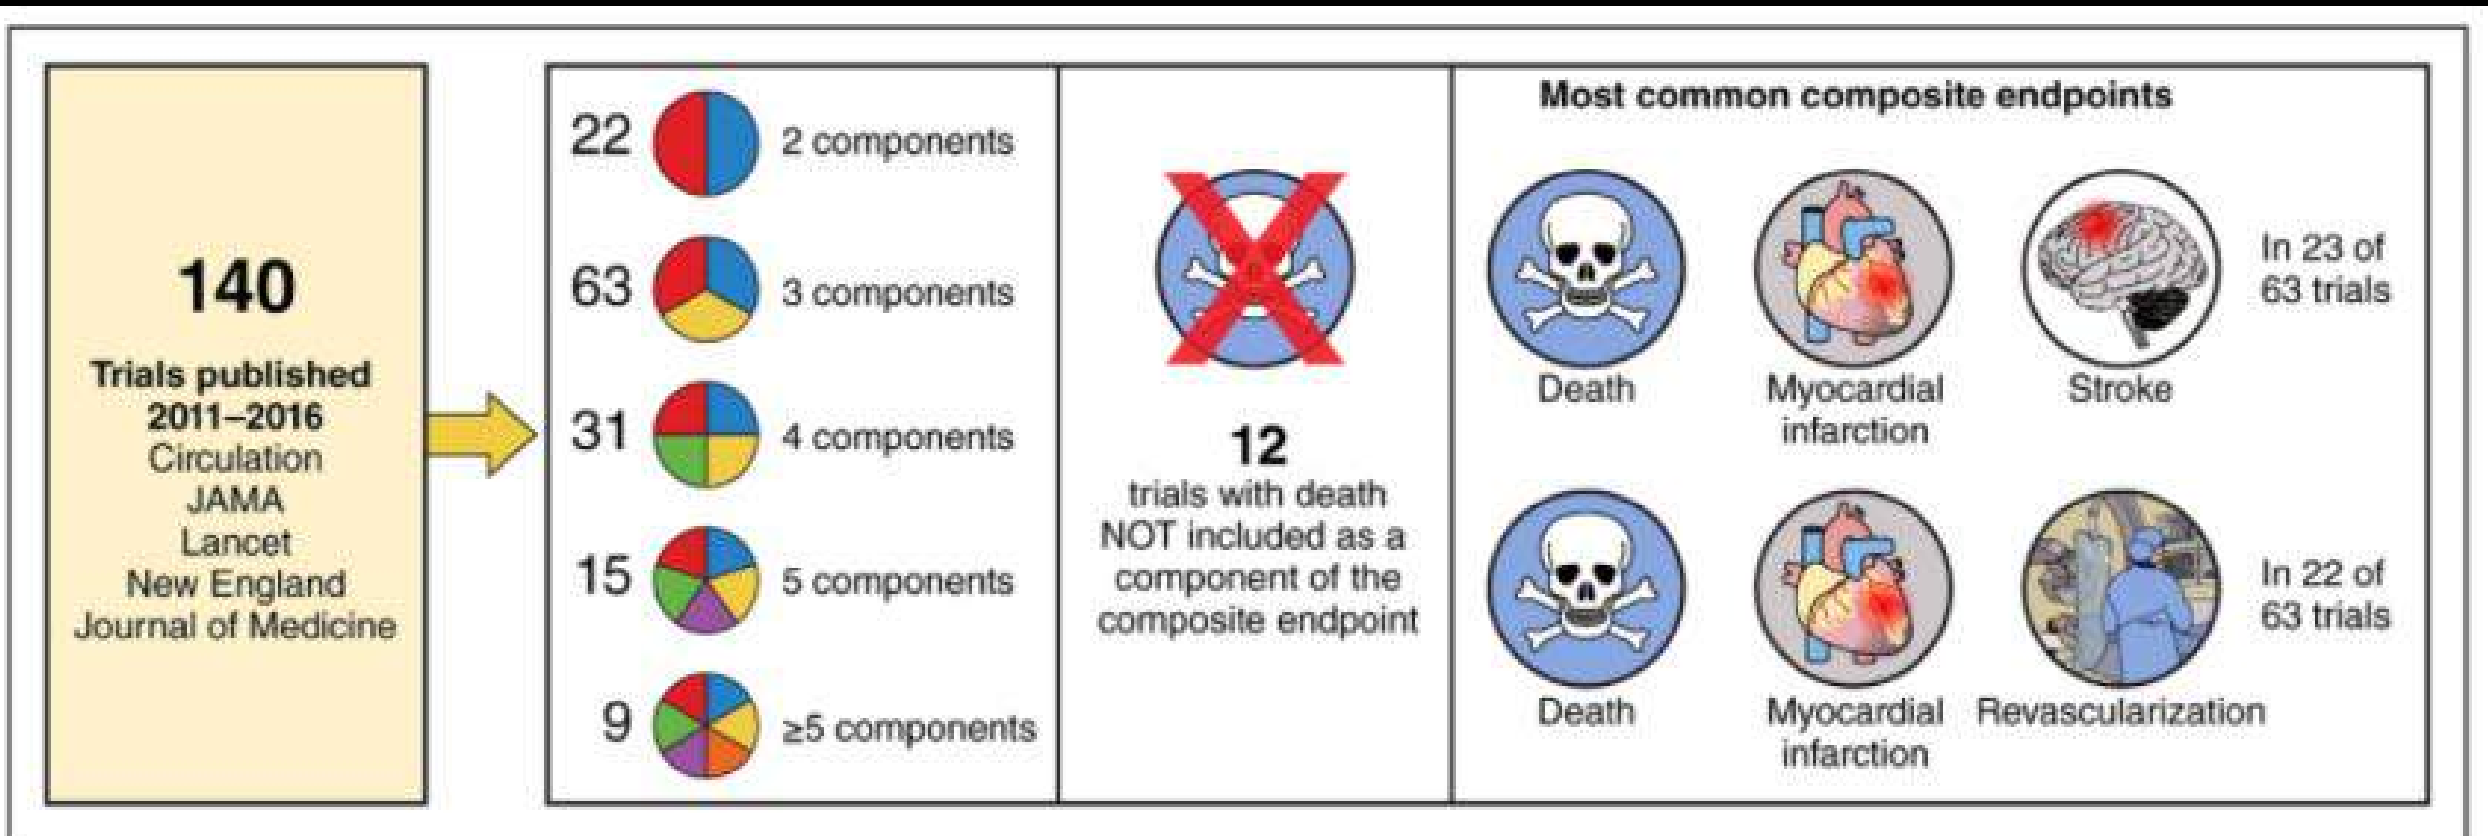 140
Trials published
2011–2016
Circulation
JAMA
Lancet
New England
Journal of Medicine
22 2 components
63 3 components
31 4 components
15 5 components
9 ≥5 components
12
trials with death
NOT included as a
component of the
composite endpoint
Most common composite endpoints
Death
Myocardial
infarction
Stroke
In 23 of
63 trials
Death
Myocardial
infarction
Revascularization
In 22 of
63 trials